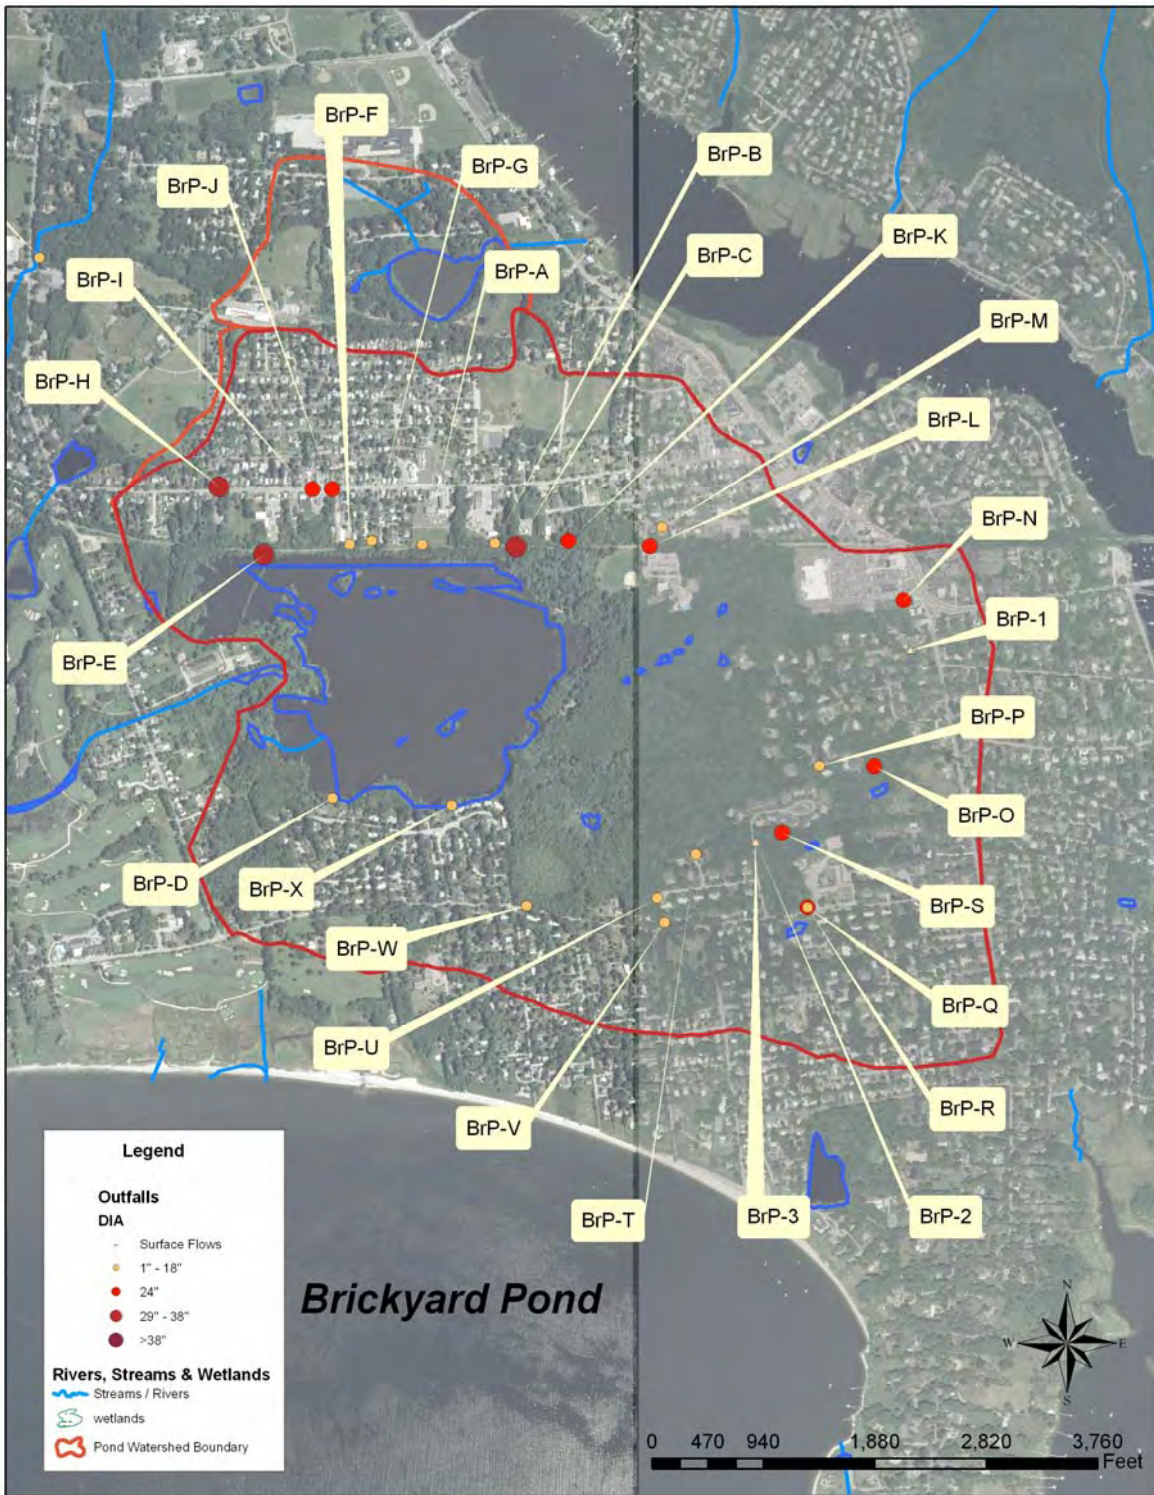 BrP-F
BrP-B
BrP-G
BrP-J
BrP-K
BrP-C
BrP-A
BrP-I
BrP-M
BrP-H
BrP-L
BrP-N
BrP-1
BrP-E
BrP-P
BrP-O
BrP-D
BrP-X
BrP-S
BrP-W
BrP-Q
BrP-U
BrP-R
BrP-V
BrP-T
BrP-3
BrP-2
Legend
Outfalls
DIA
Surface Flows
1" - 18"
24"
29" - 38"
>38"
Rivers, Streams & Wetlands
Streams / Rivers
wetlands
Pond Watershed Boundary
Brickyard Pond
N
W E
S
0 470 940 1,880 2,820 3,760
Feet